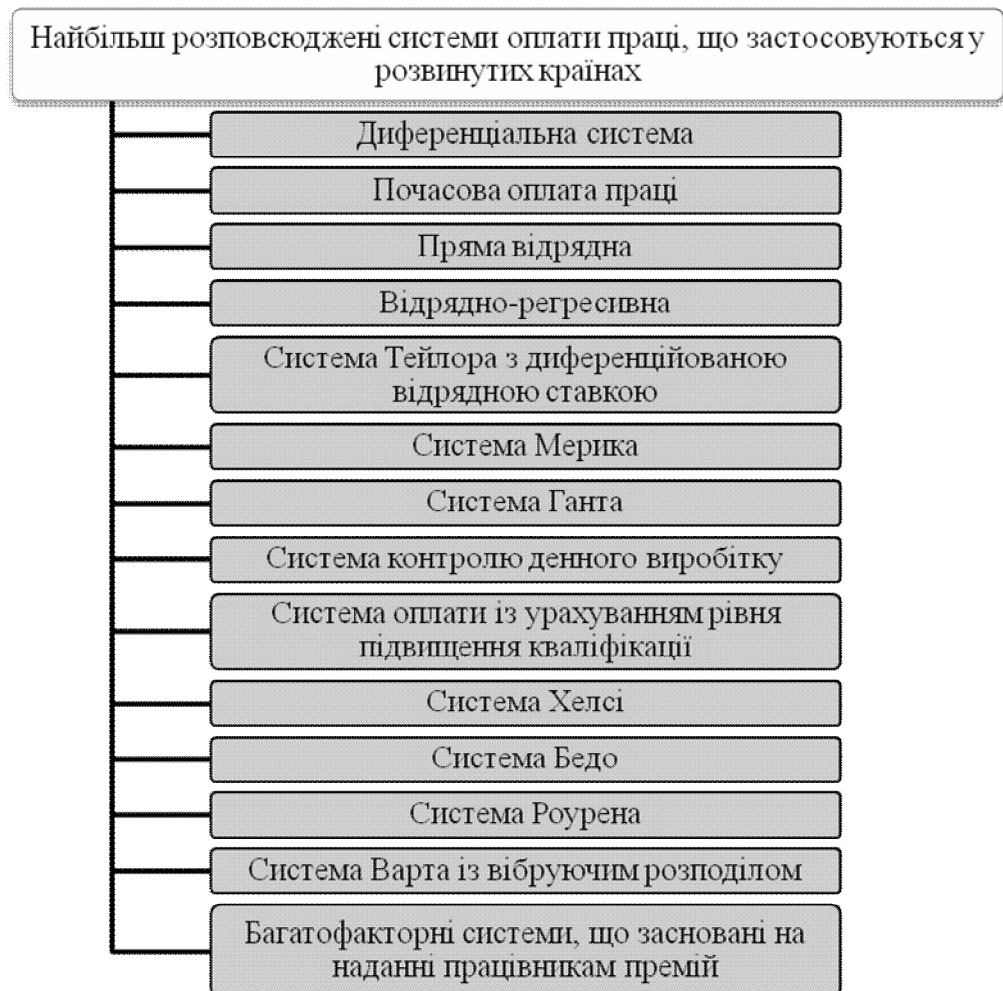 Найбільш розповсюджені системи оплати праці, що застосовуються у
розвинутих країнах
Диференціальна система
Почасова оплата праці
Пряма відрядна
Відрядно-регресивна
Система Тейлора з диференційованою
відрядною ставкою
Система Мерика
Система Ганта
Система контролю денного виробітку
Система оплати із урахуванням рівня
підвищення кваліфікації
Система Хелсі
Система Бедо
Система Роурена
Система Варта із вібруючим розподілом
Багатофакторні системи, що засновані на
наданні працівникам премій